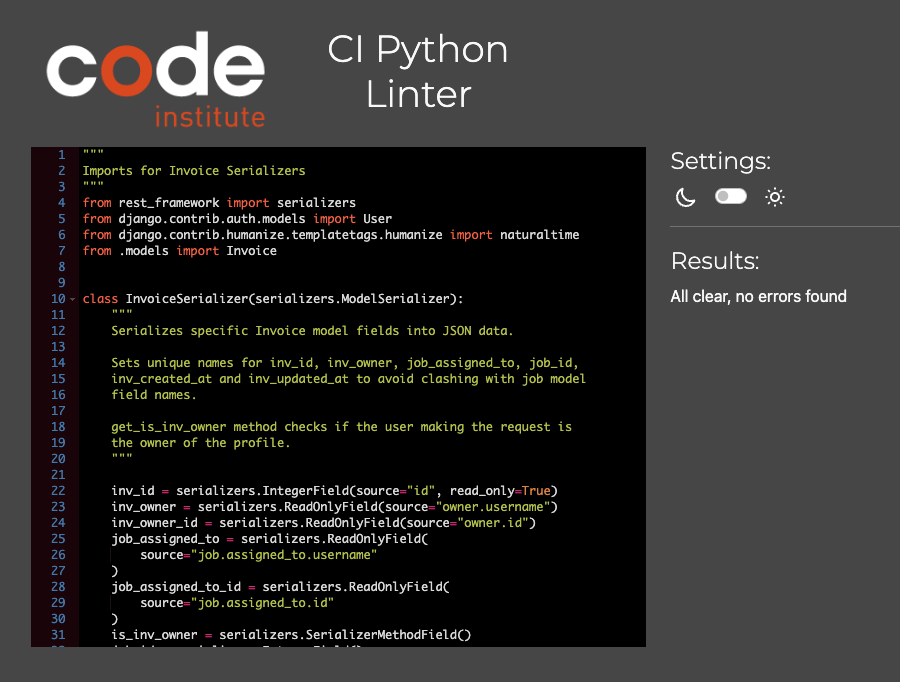 code
institute
CI Python
Linter
1 """
2 Imports for Invoice Serializers
3 """
4 from rest_framework import serializers
5 from django.contrib.auth.models import User
6 from django.contrib.humanize.templatetags.humanize import naturaltime
7 from .models import Invoice
8
9
10 class InvoiceSerializer(serializers.ModelSerializer):
11     """
12     Serializes specific Invoice model fields into JSON data.
13
14     Sets unique names for inv_id, inv_owner, job_assigned_to, job_id,
15     inv_created_at and inv_updated_at to avoid clashing with job model
16     field names.
17
18     get_is_inv_owner method checks if the user making the request is
19     the owner of the profile.
20     """
21
22     inv_id = serializers.IntegerField(source="id", read_only=True)
23     inv_owner = serializers.ReadOnlyField(source="owner.username")
24     inv_owner_id = serializers.ReadOnlyField(source="owner.id")
25     job_assigned_to = serializers.ReadOnlyField(
26         source="job.assigned_to.username"
27     )
28     job_assigned_to_id = serializers.ReadOnlyField(
29         source="job.assigned_to.id"
30     )
31     is_inv_owner = serializers.SerializerMethodField()
Settings:
Results:
All clear, no errors found